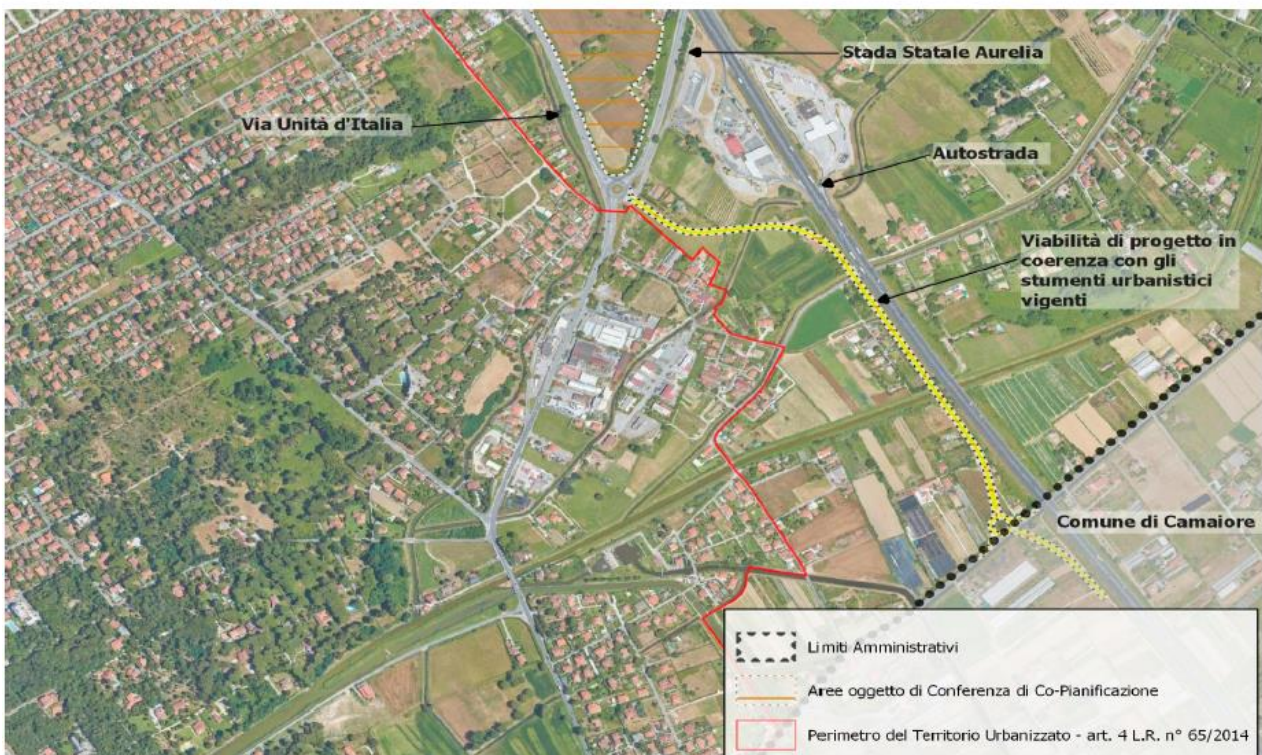 Stada Statale Aurelia
Via Unità d'Italia
Autostrada
Viabilità di progetto in
coerenza con gli
stumenti urbanistici
vigenti
Comune di Camaiore
Limiti Amministrativi
Aree oggetto di Conferenza di Co-Pianificazione
Perimetro del Territorio Urbanizzato - art. 4 L.R. n° 65/2014